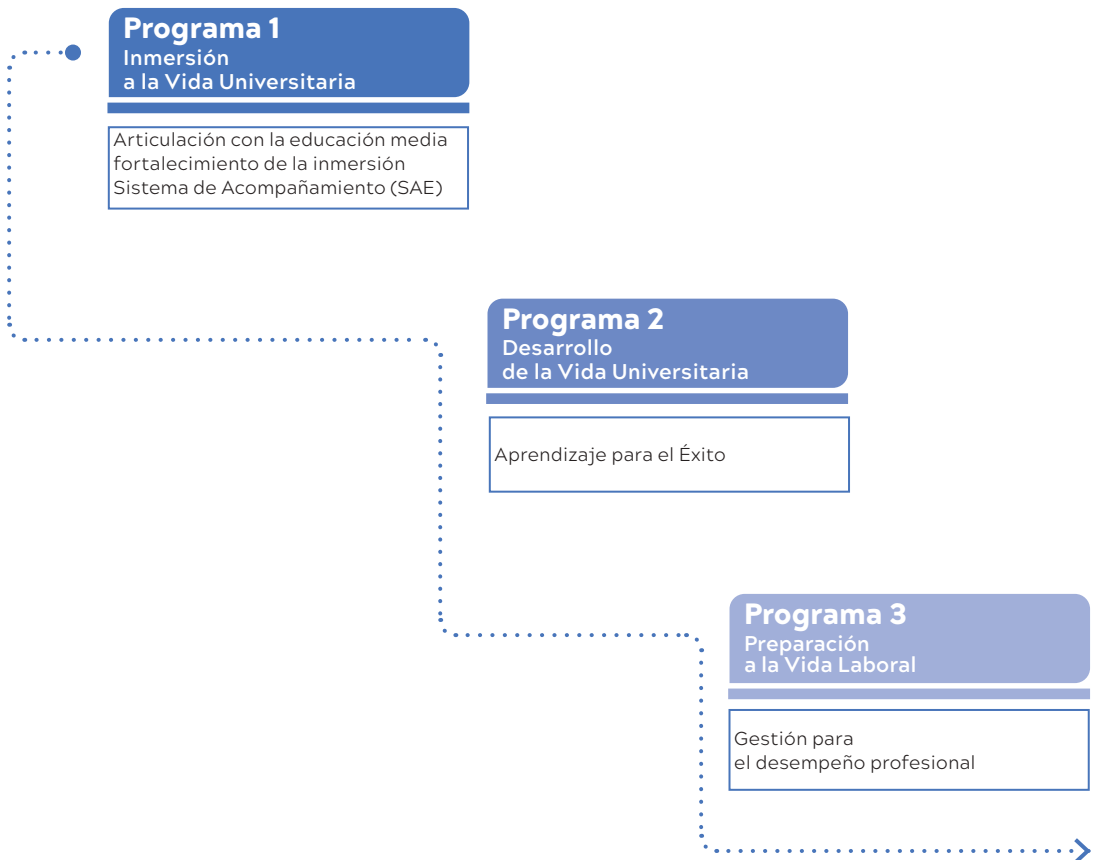 Programa 1
Inmersión
a la Vida Universitaria
Articulación con la educación media
fortalecimiento de la inmersión
Sistema de Acompañamiento (SAE)
Programa 2
Desarrollo
de la Vida Universitaria
Aprendizaje para el Éxito
Programa 3
Preparación
a la Vida Laboral
Gestión para
el desempeño profesional